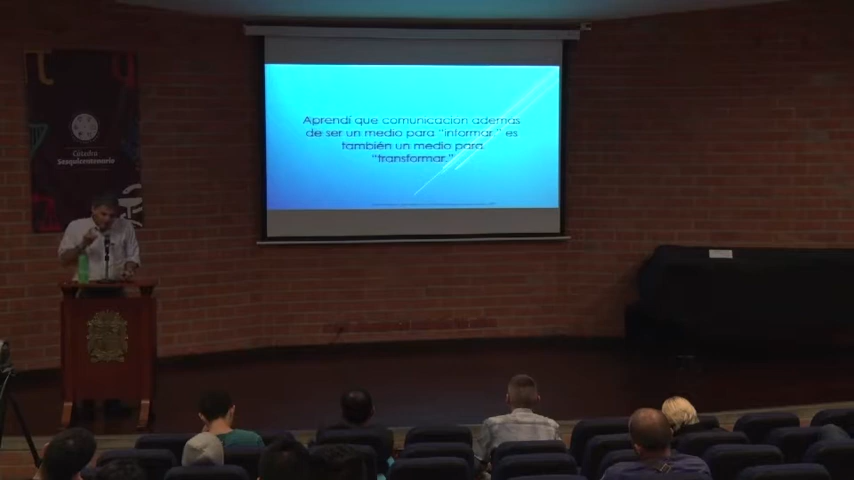 Cátedra
Sesquicentenario
Aprendí que comunicación además
de ser un medio para “informar ” es
también un medio para
“transformar.”